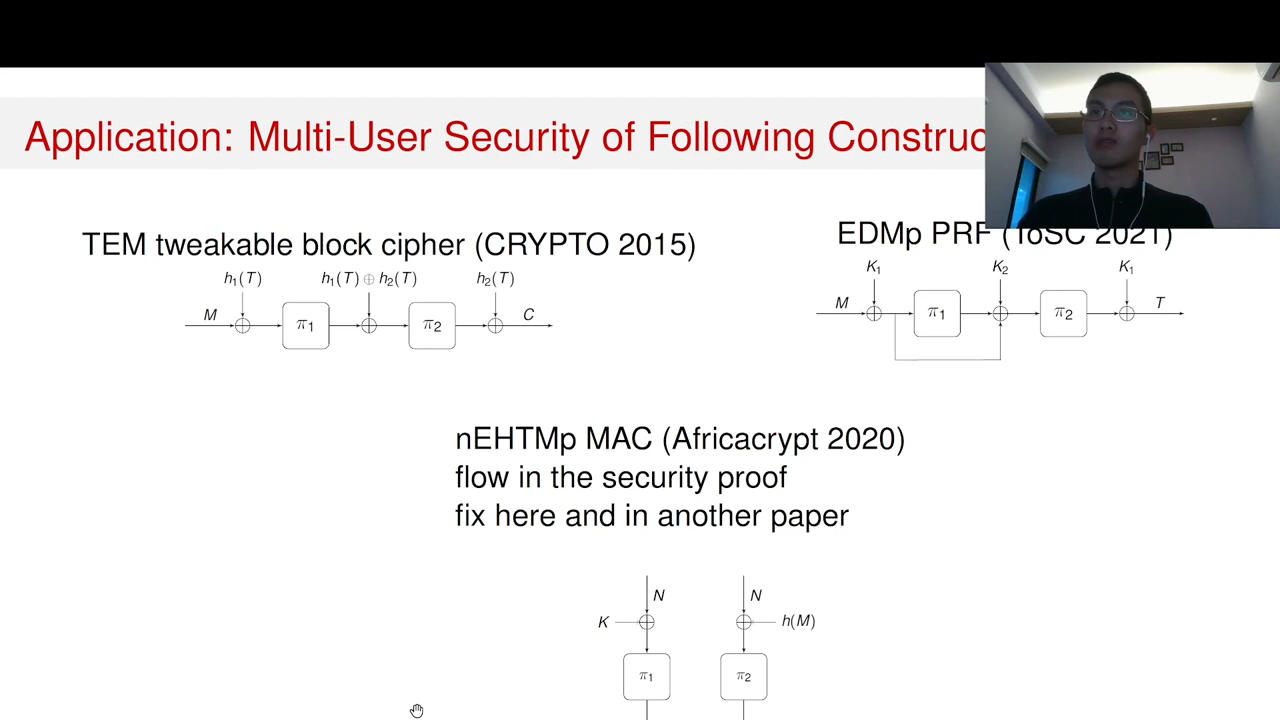 Application: Multi-User Security of Following Construc
TEM tweakable block cipher (CRYPTO 2015)
h₁(T) h₁(T) ⊕ h₂(T) h₂(T)
M π₁ π₂ C
EDMp PRF (ToSC 2021)
K₁ K₂ K₁
M π₁ π₂ T
nEHTMp MAC (Africacrypt 2020)
flow in the security proof
fix here and in another paper
N N
K h(M)
π₁ π₂